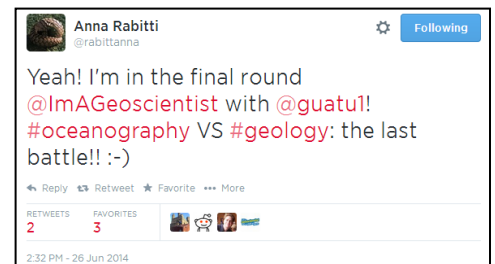 Anna Rabitti
@rabittanna
Following
Yeah! I'm in the final round
@ImAGeoscientist with @guatu1!
#oceanography VS #geology: the last
battle!! :-)
Reply Retweet Favorite More
RETWEETS FAVORITES
2 3
2:32 PM - 26 Jun 2014